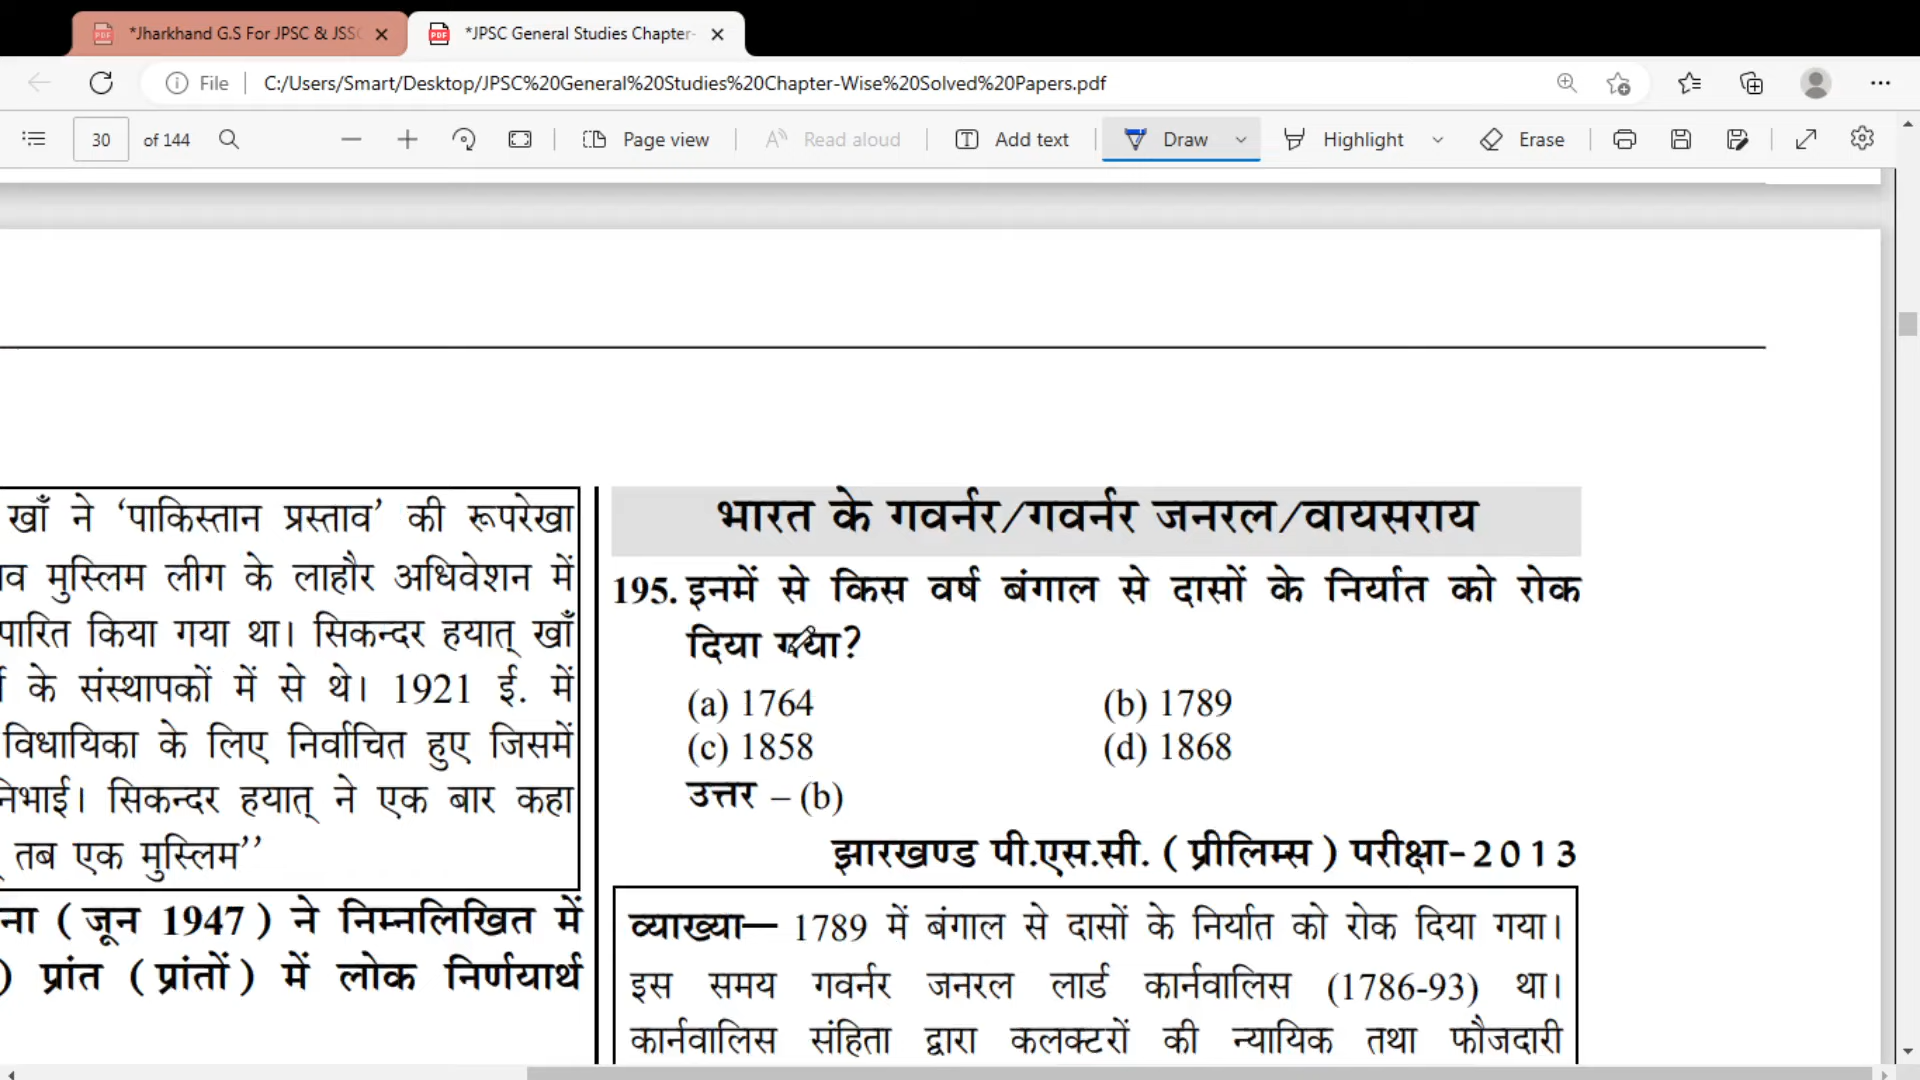 *Jharkhand G.S For JPSC & JSSC
*JPSC General Studies Chapter-
File C:/Users/Smart/Desktop/JPSC%20General%20Studies%20Chapter-Wise%20Solved%20Papers.pdf
30 of 144 Page view Read aloud Add text Draw Highlight Erase
खाँ ने ‘पाकिस्तान प्रस्ताव’ की रूपरेखा
व मुस्लिम लीग के लाहौर अधिवेशन में
पारित किया गया था। सिकन्दर हयात् खाँ
के संस्थापकों में से थे। 1921 ई. में
विधायिका के लिए निर्वाचित हुए जिसमें
नेभाई। सिकन्दर हयात् ने एक बार कहा
तब एक मुस्लिम’’
ना ( जून 1947 ) ने निम्नलिखित में
) प्रांत ( प्रांतों ) में लोक निर्णयार्थ
भारत के गवर्नर/गवर्नर जनरल/वायसराय
195. इनमें से किस वर्ष बंगाल से दासों के निर्यात को रोक
दिया गया?
(a) 1764 (b) 1789
(c) 1858 (d) 1868
उत्तर – (b)
झारखण्ड पी.एस.सी. ( प्रीलिम्स ) परीक्षा-2013
व्याख्या— 1789 में बंगाल से दासों के निर्यात को रोक दिया गया।
इस समय गवर्नर जनरल लार्ड कार्नवालिस (1786-93) था।
कार्नवालिस संहिता द्वारा कलक्टरों की न्यायिक तथा फौजदारी